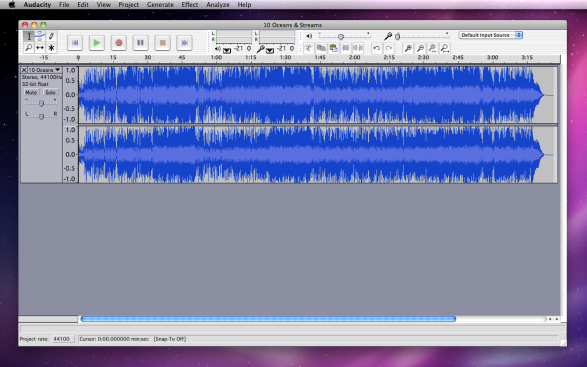 Audacity File Edit View Project Generate Effect Analyze Help
10 Oceans & Streams
L
R
L
R
-21 0
-21 0
Default Input Source
-15 0 15 30 45 1:00 1:15 1:30 1:45 2:00 2:15 2:30 2:45 3:00 3:15
X 10 Oceans
Stereo, 44100Hz
32-bit float
Mute Solo
- +
L R
1.0
0.5
0.0
-0.5
-1.0
1.0
0.5
0.0
-0.5
-1.0
Project rate: 44100 Cursor: 0:00.000000 min:sec [Snap-To Off]